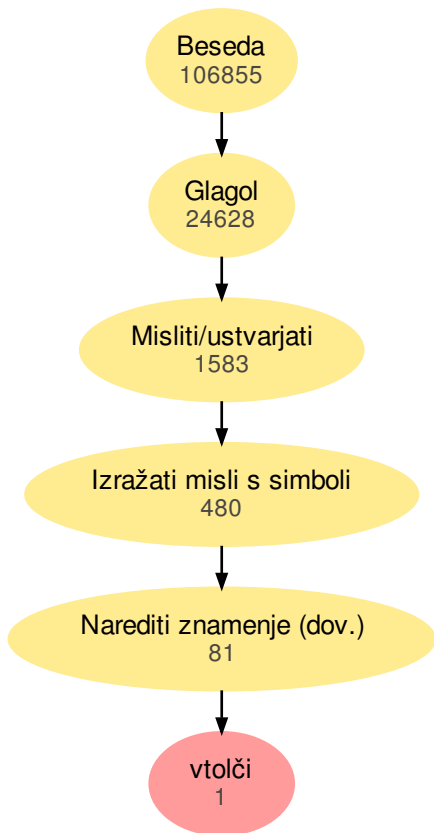 Beseda
106855
Glagol
24628
Misliti/ustvarjati
1583
Izražati misli s simboli
480
Narediti znamenje (dov.)
81
vtolči
1